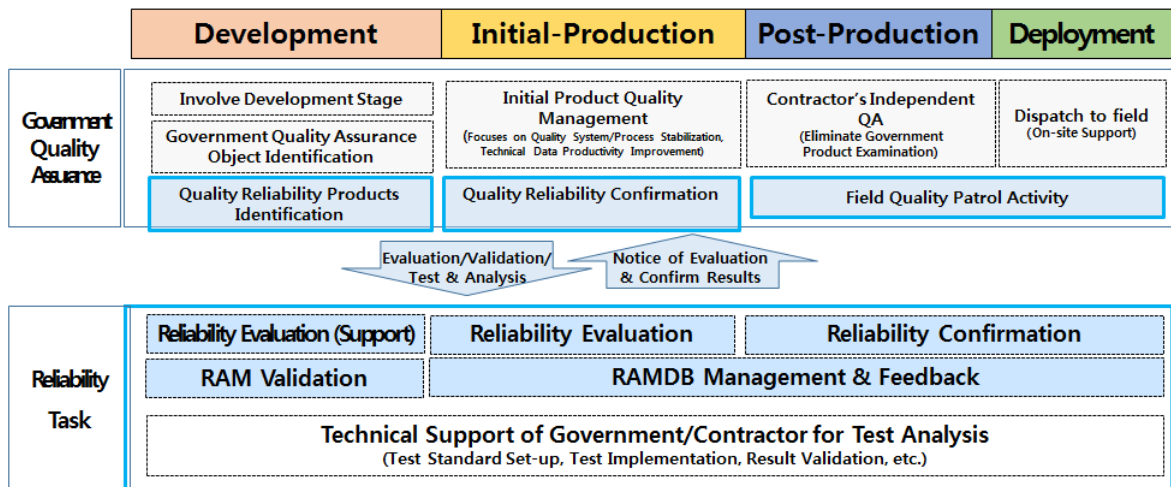 Development
Initial-Production
Post-Production
Deployment
Government
Quality
Assurance
Involve Development Stage
Government Quality Assurance
Object Identification
Quality Reliability Products
Identification
Initial Product Quality
Management
(Focuses on Quality System/Process Stabilization,
Technical Data Productivity Improvement)
Quality Reliability Confirmation
Contractor's Independent
QA
(Eliminate Government
Product Examination)
Dispatch to field
(On-site Support)
Field Quality Patrol Activity
Evaluation/Validation/
Test & Analysis
Notice of Evaluation
& Confirm Results
Reliability
Task
Reliability Evaluation (Support)
Reliability Evaluation
Reliability Confirmation
RAM Validation
RAMDB Management & Feedback
Technical Support of Government/Contractor for Test Analysis
(Test Standard Set-up, Test Implementation, Result Validation, etc.)